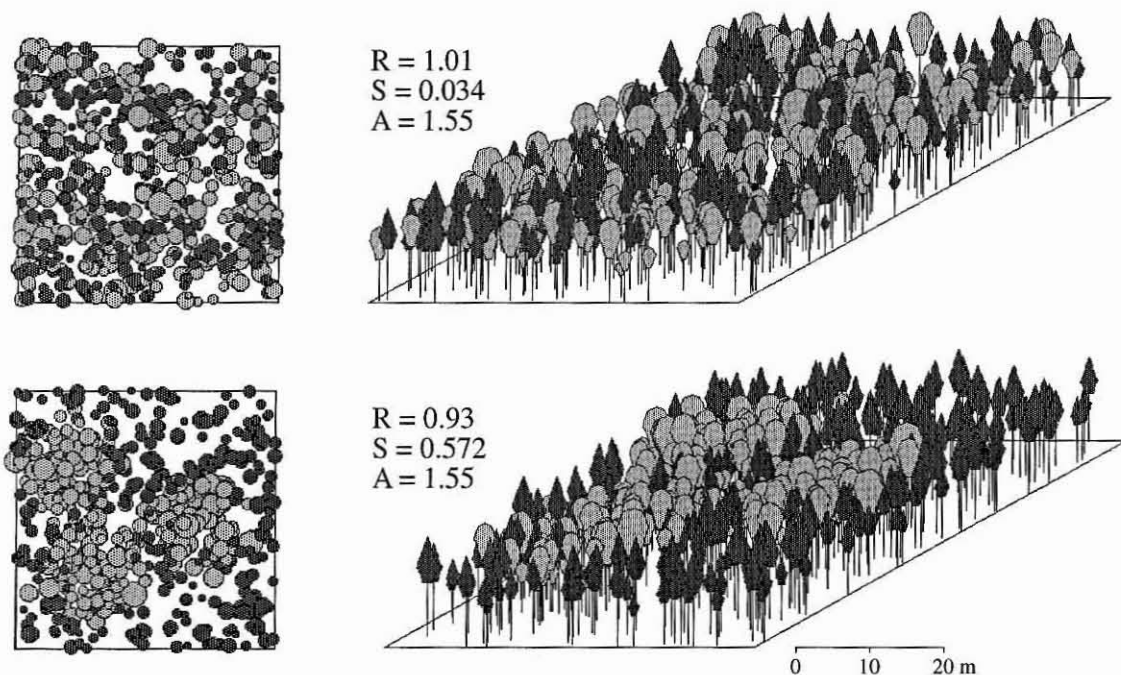 R = 1.01
S = 0.034
A = 1.55
R = 0.93
S = 0.572
A = 1.55
0 10 20 m